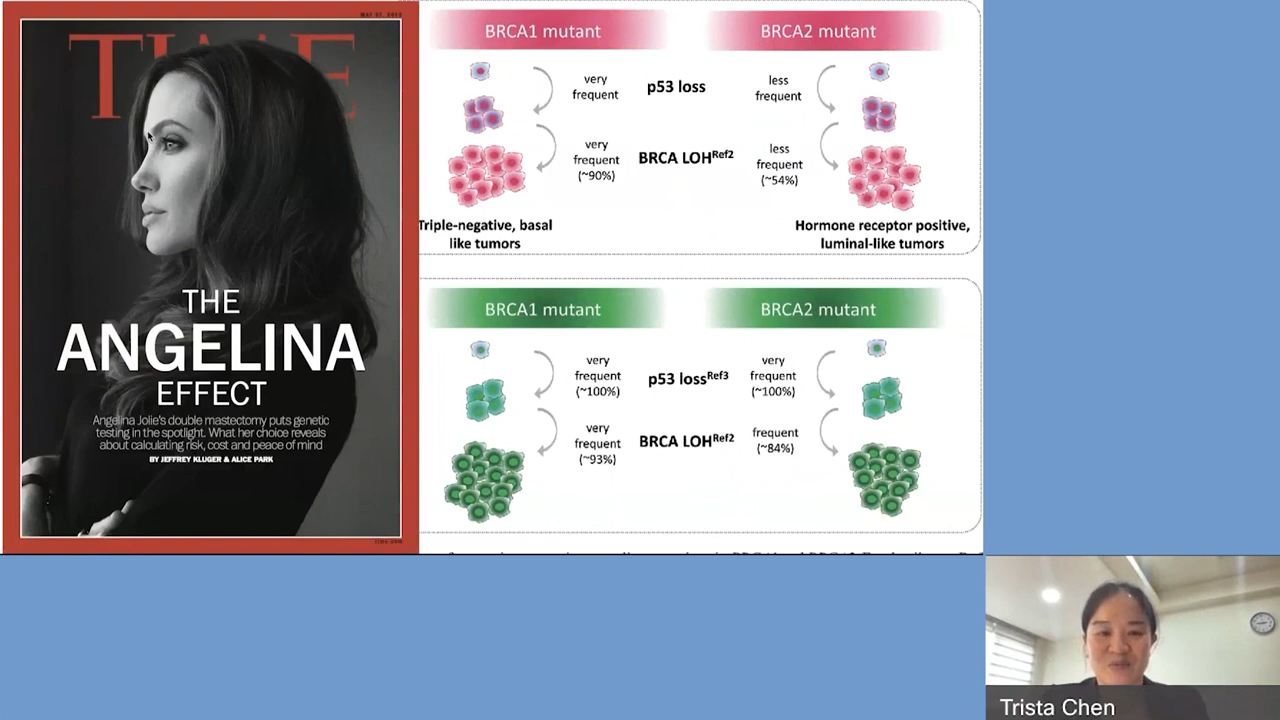 MAY 27, 2013
TIME
THE
ANGELINA
EFFECT
Angelina Jolie's double mastectomy puts genetic
testing in the spotlight. What her choice reveals
about calculating risk, cost and peace of mind
BY JEFFREY KLUGER & ALICE PARK
BRCA1 mutant
BRCA2 mutant
very
frequent
p53 loss
less
frequent
very
frequent
(~90%)
BRCA LOHRef2
less
frequent
(~54%)
Triple-negative, basal
like tumors
Hormone receptor positive,
luminal-like tumors
BRCA1 mutant
BRCA2 mutant
very
frequent
(~100%)
p53 lossRef3
very
frequent
(~100%)
very
frequent
(~93%)
BRCA LOHRef2
frequent
(~84%)
Trista Chen